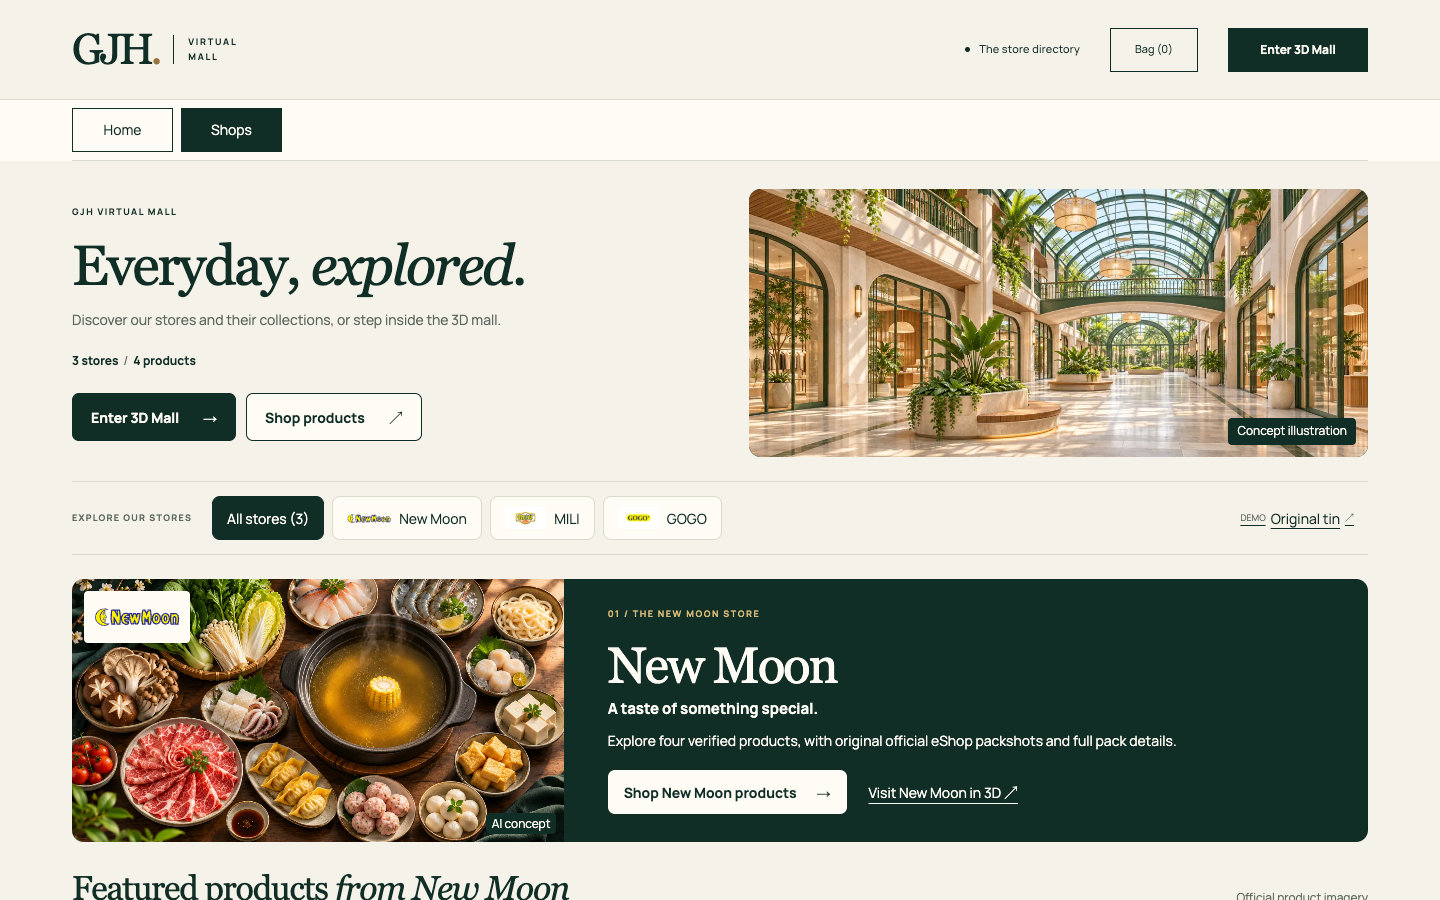 GJH.
VIRTUAL
MALL
The store directory
Bag (0)
Enter 3D Mall
Home
Shops
GJH VIRTUAL MALL
Everyday, explored.
Discover our stores and their collections, or step inside the 3D mall.
3 stores / 4 products
Enter 3D Mall →
Shop products ↗
Concept illustration
EXPLORE OUR STORES
All stores (3)
NewMoon New Moon
MILI
GOGO GOGO
DEMO Original tin ↗
NewMoon
AI concept
01 / THE NEW MOON STORE
New Moon
A taste of something special.
Explore four verified products, with original official eShop packshots and full pack details.
Shop New Moon products →
Visit New Moon in 3D ↗
Featured products from New Moon
Official product imagery